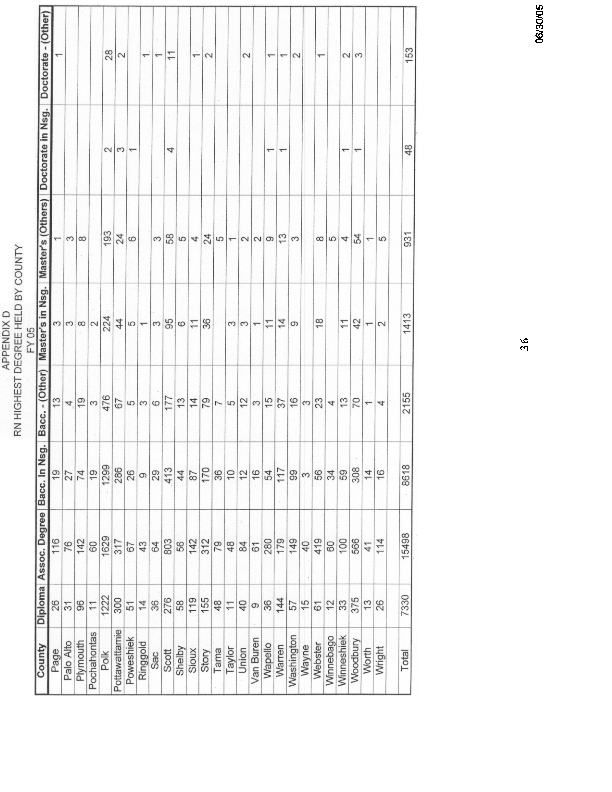 APPENDIX D
RN HIGHEST DEGREE HELD BY COUNTY
FY 05
County Diploma Assoc. Degree Bacc. In Nsg. Bacc. - (Other) Master's in Nsg. Master's (Others) Doctorate in Nsg. Doctorate - (Other)
Page 26 116 19 13 3 1 1
Palo Alto 31 76 27 4 3 3
Plymouth 96 142 74 19 8 8
Pochahontas 11 60 19 3 2
Polk 1222 1629 1299 476 224 193 2 28
Pottawattamie 300 317 286 67 44 24 3 2
Poweshiek 51 67 26 5 5 6 1
Ringgold 14 43 9 3 1 1
Sac 36 64 29 6 3 3 1
Scott 276 803 413 177 95 58 4 11
Shelby 58 56 44 13 6 5
Sioux 119 142 87 14 11 4 1
Story 155 312 170 79 36 24 2
Tama 48 79 36 7 5
Taylor 11 48 10 5 3 1
Union 40 84 12 12 3 2 2
Van Buren 9 61 16 3 1 2
Wapello 36 280 54 15 11 9 1 1
Warren 144 179 117 37 14 13 1 1
Washington 57 149 99 16 9 3 2
Wayne 15 40 3 3
Webster 61 419 56 23 18 8 1
Winnebago 12 60 34 4 5
Winneshiek 33 100 59 13 11 4 1 2
Woodbury 375 566 308 70 42 54 1 3
Worth 13 41 14 1 1 1
Wright 26 114 16 4 2 5
Total 7330 15498 8618 2155 1413 931 48 153
36
06/30/05